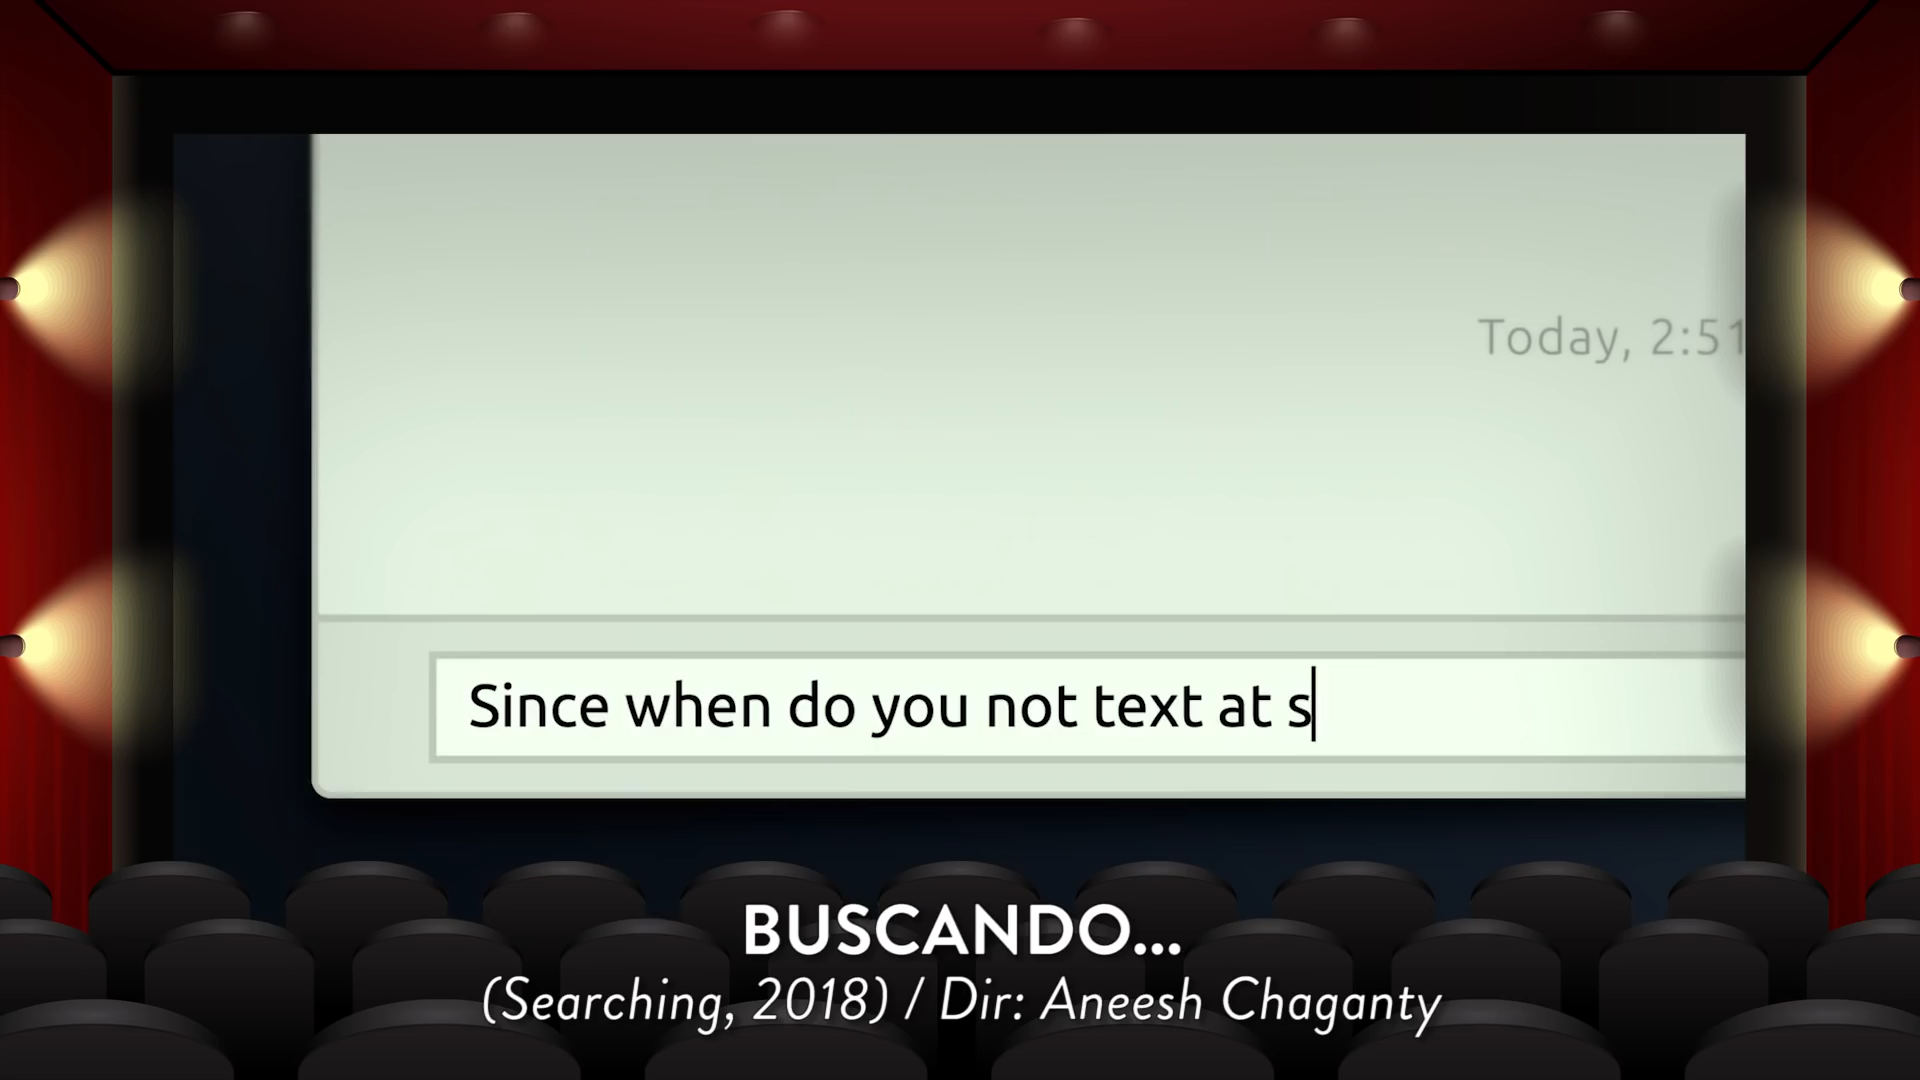 Today, 2:51
Since when do you not text at s
BUSCANDO...
(Searching, 2018) / Dir: Aneesh Chaganty